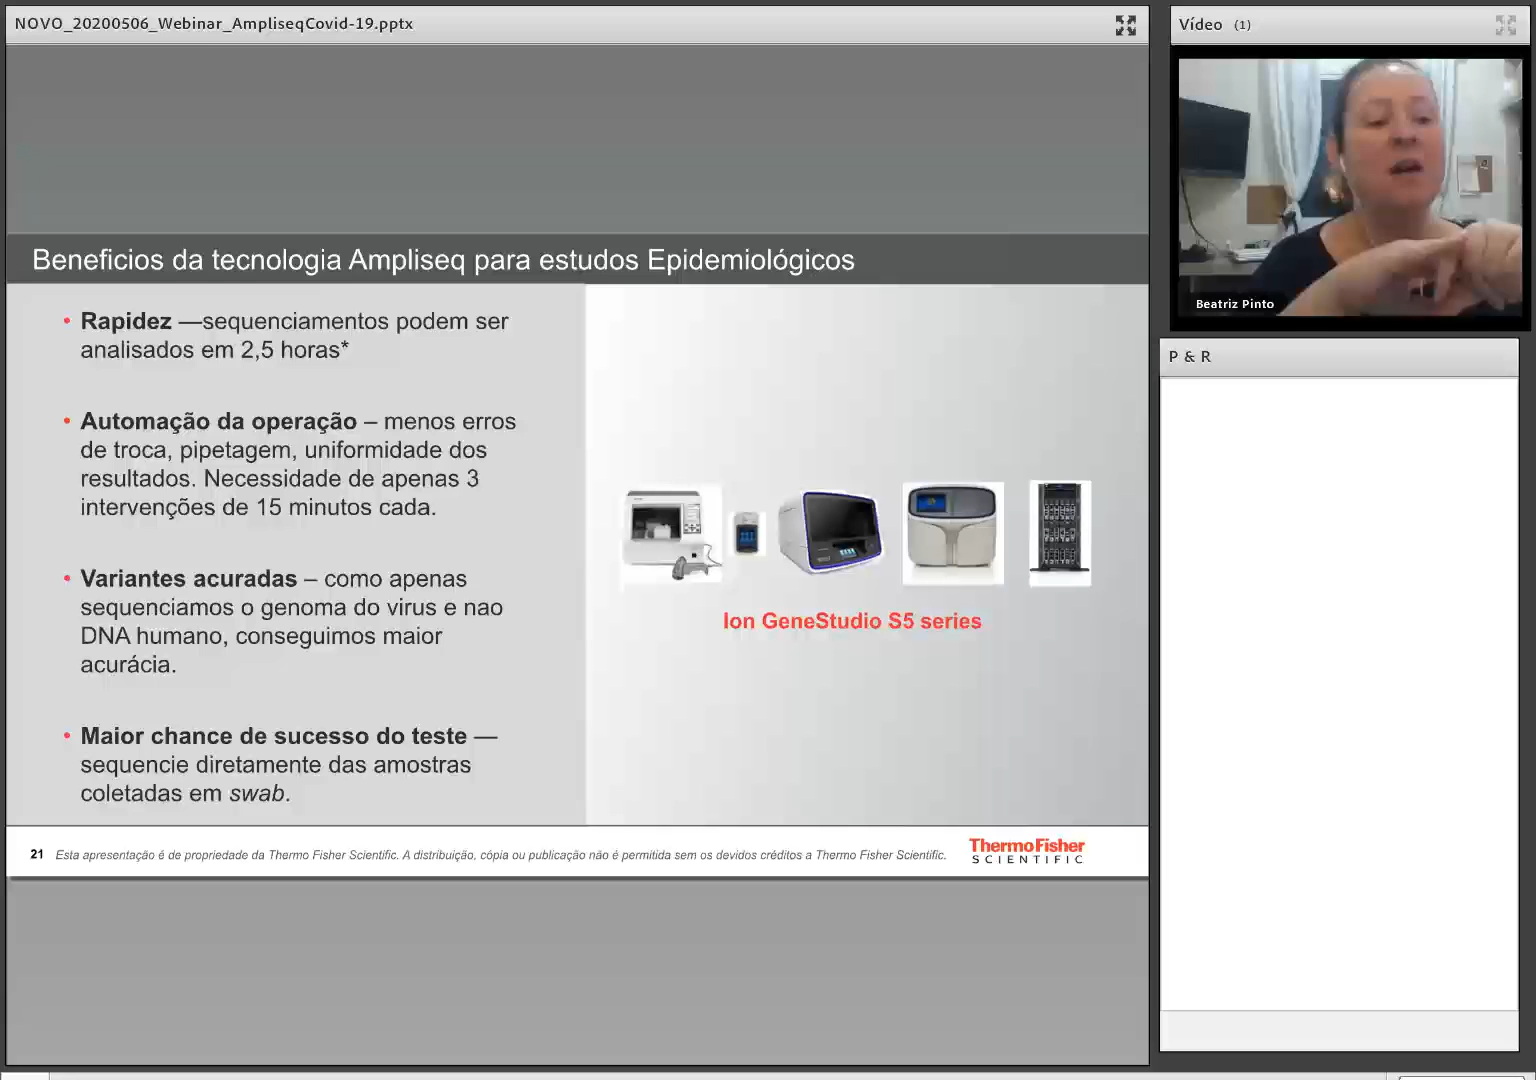 NOVO_20200506_Webinar_AmpliseqCovid-19.pptx
Vídeo (1)
Beatriz Pinto
P & R
Beneficios da tecnologia Ampliseq para estudos Epidemiológicos
• Rapidez —sequenciamentos podem ser
analisados em 2,5 horas*
• Automação da operação – menos erros
de troca, pipetagem, uniformidade dos
resultados. Necessidade de apenas 3
intervenções de 15 minutos cada.
• Variantes acuradas – como apenas
sequenciamos o genoma do virus e nao
DNA humano, conseguimos maior
acurácia.
• Maior chance de sucesso do teste —
sequencie diretamente das amostras
coletadas em swab.
Ion GeneStudio S5 series
21 Esta apresentação é de propriedade da Thermo Fisher Scientific. A distribuição, cópia ou publicação não é permitida sem os devidos créditos a Thermo Fisher Scientific.
ThermoFisher
SCIENTIFIC